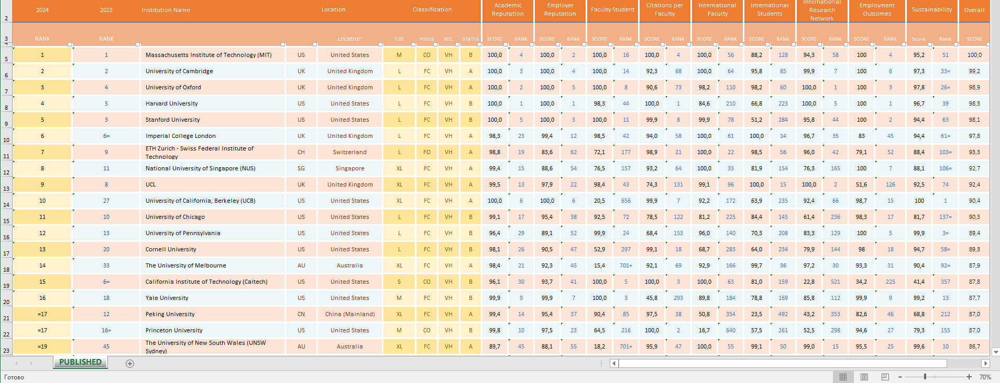 2 2024 2023 Institution Name Location Classification Academic Reputation Employer Reputation Faculty Student Citations per Faculty International Faculty International Students International Research Network Employment Outcomes Sustainability Overall
3 RANK RANK Location SIZE FOCUS RES. STATUS SCORE RANK SCORE RANK SCORE RANK SCORE RANK SCORE RANK SCORE RANK SCORE RANK SCORE RANK Score Rank SCORE
4
5 1 1 Massachusetts Institute of Technology (MIT) US United States M CO VH B 100,0 4 100,0 2 100,0 16 100,0 4 100,0 56 88,2 128 94,3 58 100 4 95,2 51 100,0
6 2 2 University of Cambridge UK United Kingdom L FC VH A 100,0 3 100,0 4 100,0 14 92,3 68 100,0 64 95,8 85 99,9 7 100 6 97,3 33= 99,2
7 3 4 University of Oxford UK United Kingdom L FC VH A 100,0 2 100,0 5 100,0 8 90,6 73 98,2 110 98,2 60 100,0 1 100 3 97,8 26= 98,9
8 4 5 Harvard University US United States L FC VH B 100,0 1 100,0 1 98,3 44 100,0 1 84,6 210 66,8 223 100,0 5 100 1 96,7 39 98,3
9 5 3 Stanford University US United States L FC VH B 100,0 5 100,0 3 100,0 11 99,9 8 99,9 78 51,2 284 95,8 44 100 2 94,4 63 98,1
10 6 6= Imperial College London UK United Kingdom L FC VH A 98,3 23 99,4 12 98,5 42 94,0 58 100,0 61 100,0 14 96,7 35 83 45 94,4 61= 97,8
11 7 9 ETH Zurich - Swiss Federal Institute of Technology CH Switzerland L FO VH A 98,8 19 83,6 62 72,1 177 98,9 21 100,0 22 98,5 56 96,0 42 79,1 52 88,4 103= 93,3
12 8 11 National University of Singapore (NUS) SG Singapore XL FC VH A 99,4 15 88,6 54 76,5 157 93,2 64 100,0 33 81,9 154 76,3 165 100 7 88,1 106= 92,7
13 9 8 UCL UK United Kingdom XL FC VH A 99,5 13 97,9 22 98,4 43 74,3 131 99,1 96 100,0 15 100,0 2 51,6 126 92,5 74 92,4
14 10 27 University of California, Berkeley (UCB) US United States XL FC VH A 100,0 6 100,0 6 20,5 656 99,9 7 92,2 172 63,9 235 92,4 66 98,7 15 100 1 90,4
15 11 10 University of Chicago US United States L FC VH B 99,1 17 95,4 38 92,5 72 78,5 122 81,2 225 84,4 145 61,4 236 98,3 17 81,7 137= 90,3
16 12 13 University of Pennsylvania US United States L FC VH B 96,4 29 89,1 52 99,9 24 68,4 153 96,0 140 70,3 208 83,3 129 100 5 99,9 3= 89,4
17 13 20 Cornell University US United States L FC VH B 98,1 26 90,5 47 52,9 297 99,1 18 68,7 283 64,0 234 79,9 144 98 18 94,7 58= 89,3
18 14 33 The University of Melbourne AU Australia XL FC VH A 98,4 21 92,3 45 15,4 701+ 92,1 69 92,9 166 99,7 36 97,2 30 93,3 31 90,4 92= 87,9
19 15 6= California Institute of Technology (Caltech) US United States S CO VH B 96,1 30 93,7 41 100,0 5 100,0 3 100,0 63 81,0 159 22,8 521 34,2 225 41,4 357 87,8
20 16 18 Yale University US United States M FC VH B 99,9 9 99,9 7 100,0 3 45,8 293 89,8 184 78,8 169 85,8 112 99,9 9 99,2 13 87,7
21 =17 12 Peking University CN China (Mainland) XL FC VH A 99,4 14 95,4 37 90,4 85 97,5 38 50,8 354 23,5 492 43,2 353 82,6 46 68,8 212 87,0
22 =17 16= Princeton University US United States M CO VH B 99,8 10 97,5 23 64,5 216 100,0 2 16,7 640 57,5 261 52,5 298 94,6 27 79,3 155 87,0
23 =19 45 The University of New South Wales (UNSW Sydney) AU Australia XL FC VH A 89,7 45 88,1 55 18,2 701+ 95,9 47 100,0 55 99,1 50 99,0 15 95,5 25 99,6 10 86,7
PUBLISHED
Готово 70%